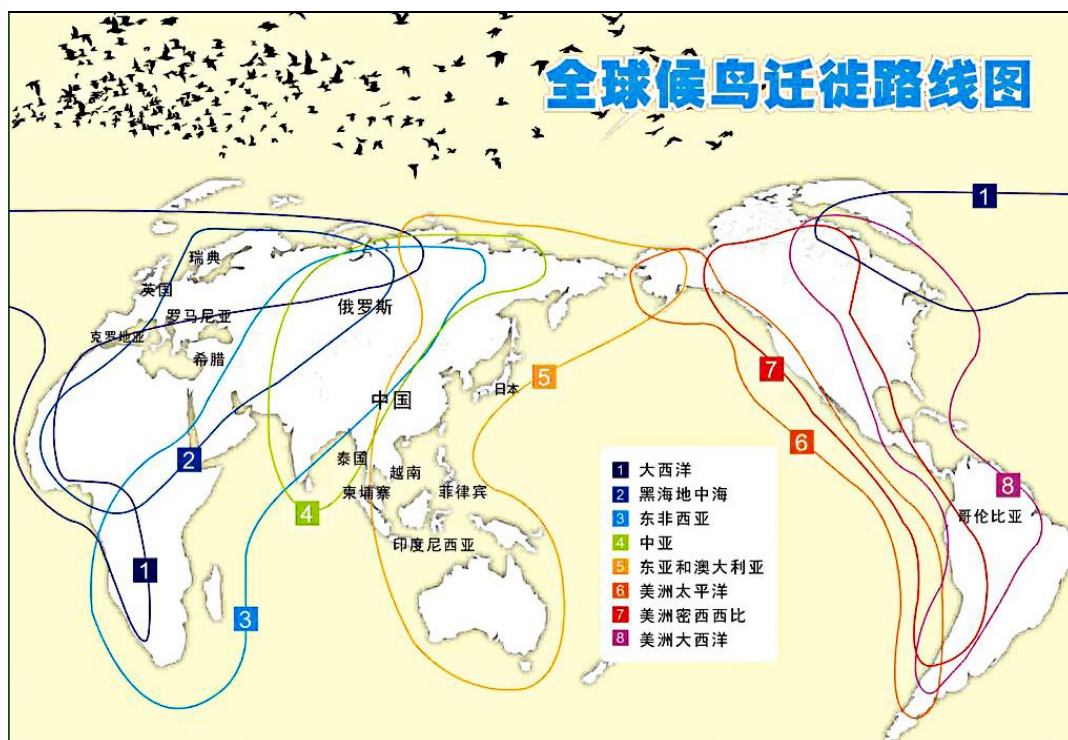 全球候鸟迁徙路线图
1
瑞典
英国
俄罗斯
罗马尼亚
克罗地亚
希腊
7
5
日本
中国
6
2
泰国
越南
柬埔寨
菲律宾
4
8
哥伦比亚
印度尼西亚
1
3
1 大西洋
2 黑海地中海
3 东非西亚
4 中亚
5 东亚和澳大利亚
6 美洲太平洋
7 美洲密西西比
8 美洲大西洋